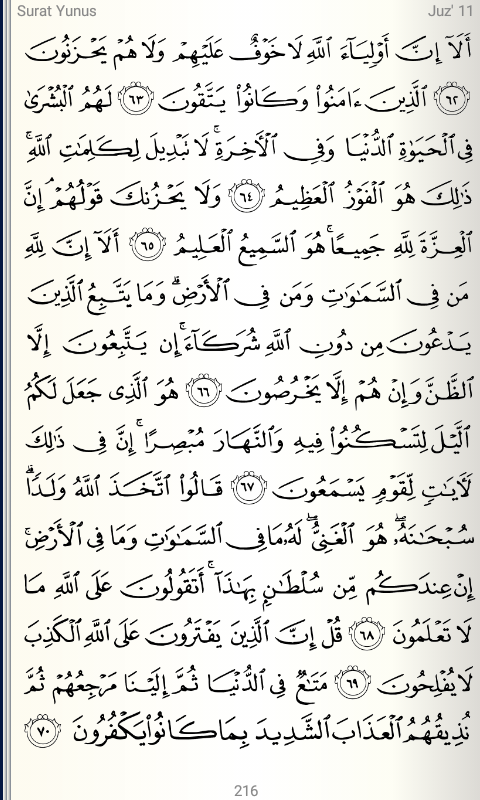 Surat Yunus Juz' 11
أَلَآ إِنَّ أَوْلِيَآءَ ٱللَّهِ لَا خَوْفٌ عَلَيْهِمْ وَلَا هُمْ يَحْزَنُونَ
٦٢ ٱلَّذِينَ ءَامَنُوا۟ وَكَانُوا۟ يَتَّقُونَ ٦٣ لَهُمُ ٱلْبُشْرَىٰ
فِى ٱلْحَيَوٰةِ ٱلدُّنْيَا وَفِى ٱلْءَاخِرَةِ ۚ لَا تَبْدِيلَ لِكَلِمَٰتِ ٱللَّهِ ۚ
ذَٰلِكَ هُوَ ٱلْفَوْزُ ٱلْعَظِيمُ ٦٤ وَلَا يَحْزُنكَ قَوْلُهُمْ ۘ إِنَّ
ٱلْعِزَّةَ لِلَّهِ جَمِيعًا ۚ هُوَ ٱلسَّمِيعُ ٱلْعَلِيمُ ٦٥ أَلَآ إِنَّ لِلَّهِ
مَن فِى ٱلسَّمَٰوَٰتِ وَمَن فِى ٱلْأَرْضِ ۗ وَمَا يَتَّبِعُ ٱلَّذِينَ
يَدْعُونَ مِن دُونِ ٱللَّهِ شُرَكَآءَ ۚ إِن يَتَّبِعُونَ إِلَّا
ٱلظَّنَّ وَإِنْ هُمْ إِلَّا يَخْرُصُونَ ٦٦ هُوَ ٱلَّذِى جَعَلَ لَكُمُ
ٱلَّيْلَ لِتَسْكُنُوا۟ فِيهِ وَٱلنَّهَارَ مُبْصِرًا ۚ إِنَّ فِى ذَٰلِكَ
لَءَايَٰتٍ لِّقَوْمٍ يَسْمَعُونَ ٦٧ قَالُوا۟ ٱتَّخَذَ ٱللَّهُ وَلَدًا ۗ
سُبْحَٰنَهُۥ ۖ هُوَ ٱلْغَنِىُّ ۖ لَهُۥ مَا فِى ٱلسَّمَٰوَٰتِ وَمَا فِى ٱلْأَرْضِ ۚ
إِنْ عِندَكُم مِّن سُلْطَٰنٍۭ بِهَٰذَآ ۚ أَتَقُولُونَ عَلَى ٱللَّهِ مَا
لَا تَعْلَمُونَ ٦٨ قُلْ إِنَّ ٱلَّذِينَ يَفْتَرُونَ عَلَى ٱللَّهِ ٱلْكَذِبَ
لَا يُفْلِحُونَ ٦٩ مَتَٰعٌ فِى ٱلدُّنْيَا ثُمَّ إِلَيْنَا مَرْجِعُهُمْ ثُمَّ
نُذِيقُهُمُ ٱلْعَذَابَ ٱلشَّدِيدَ بِمَا كَانُوا۟ يَكْفُرُونَ ٧٠
216